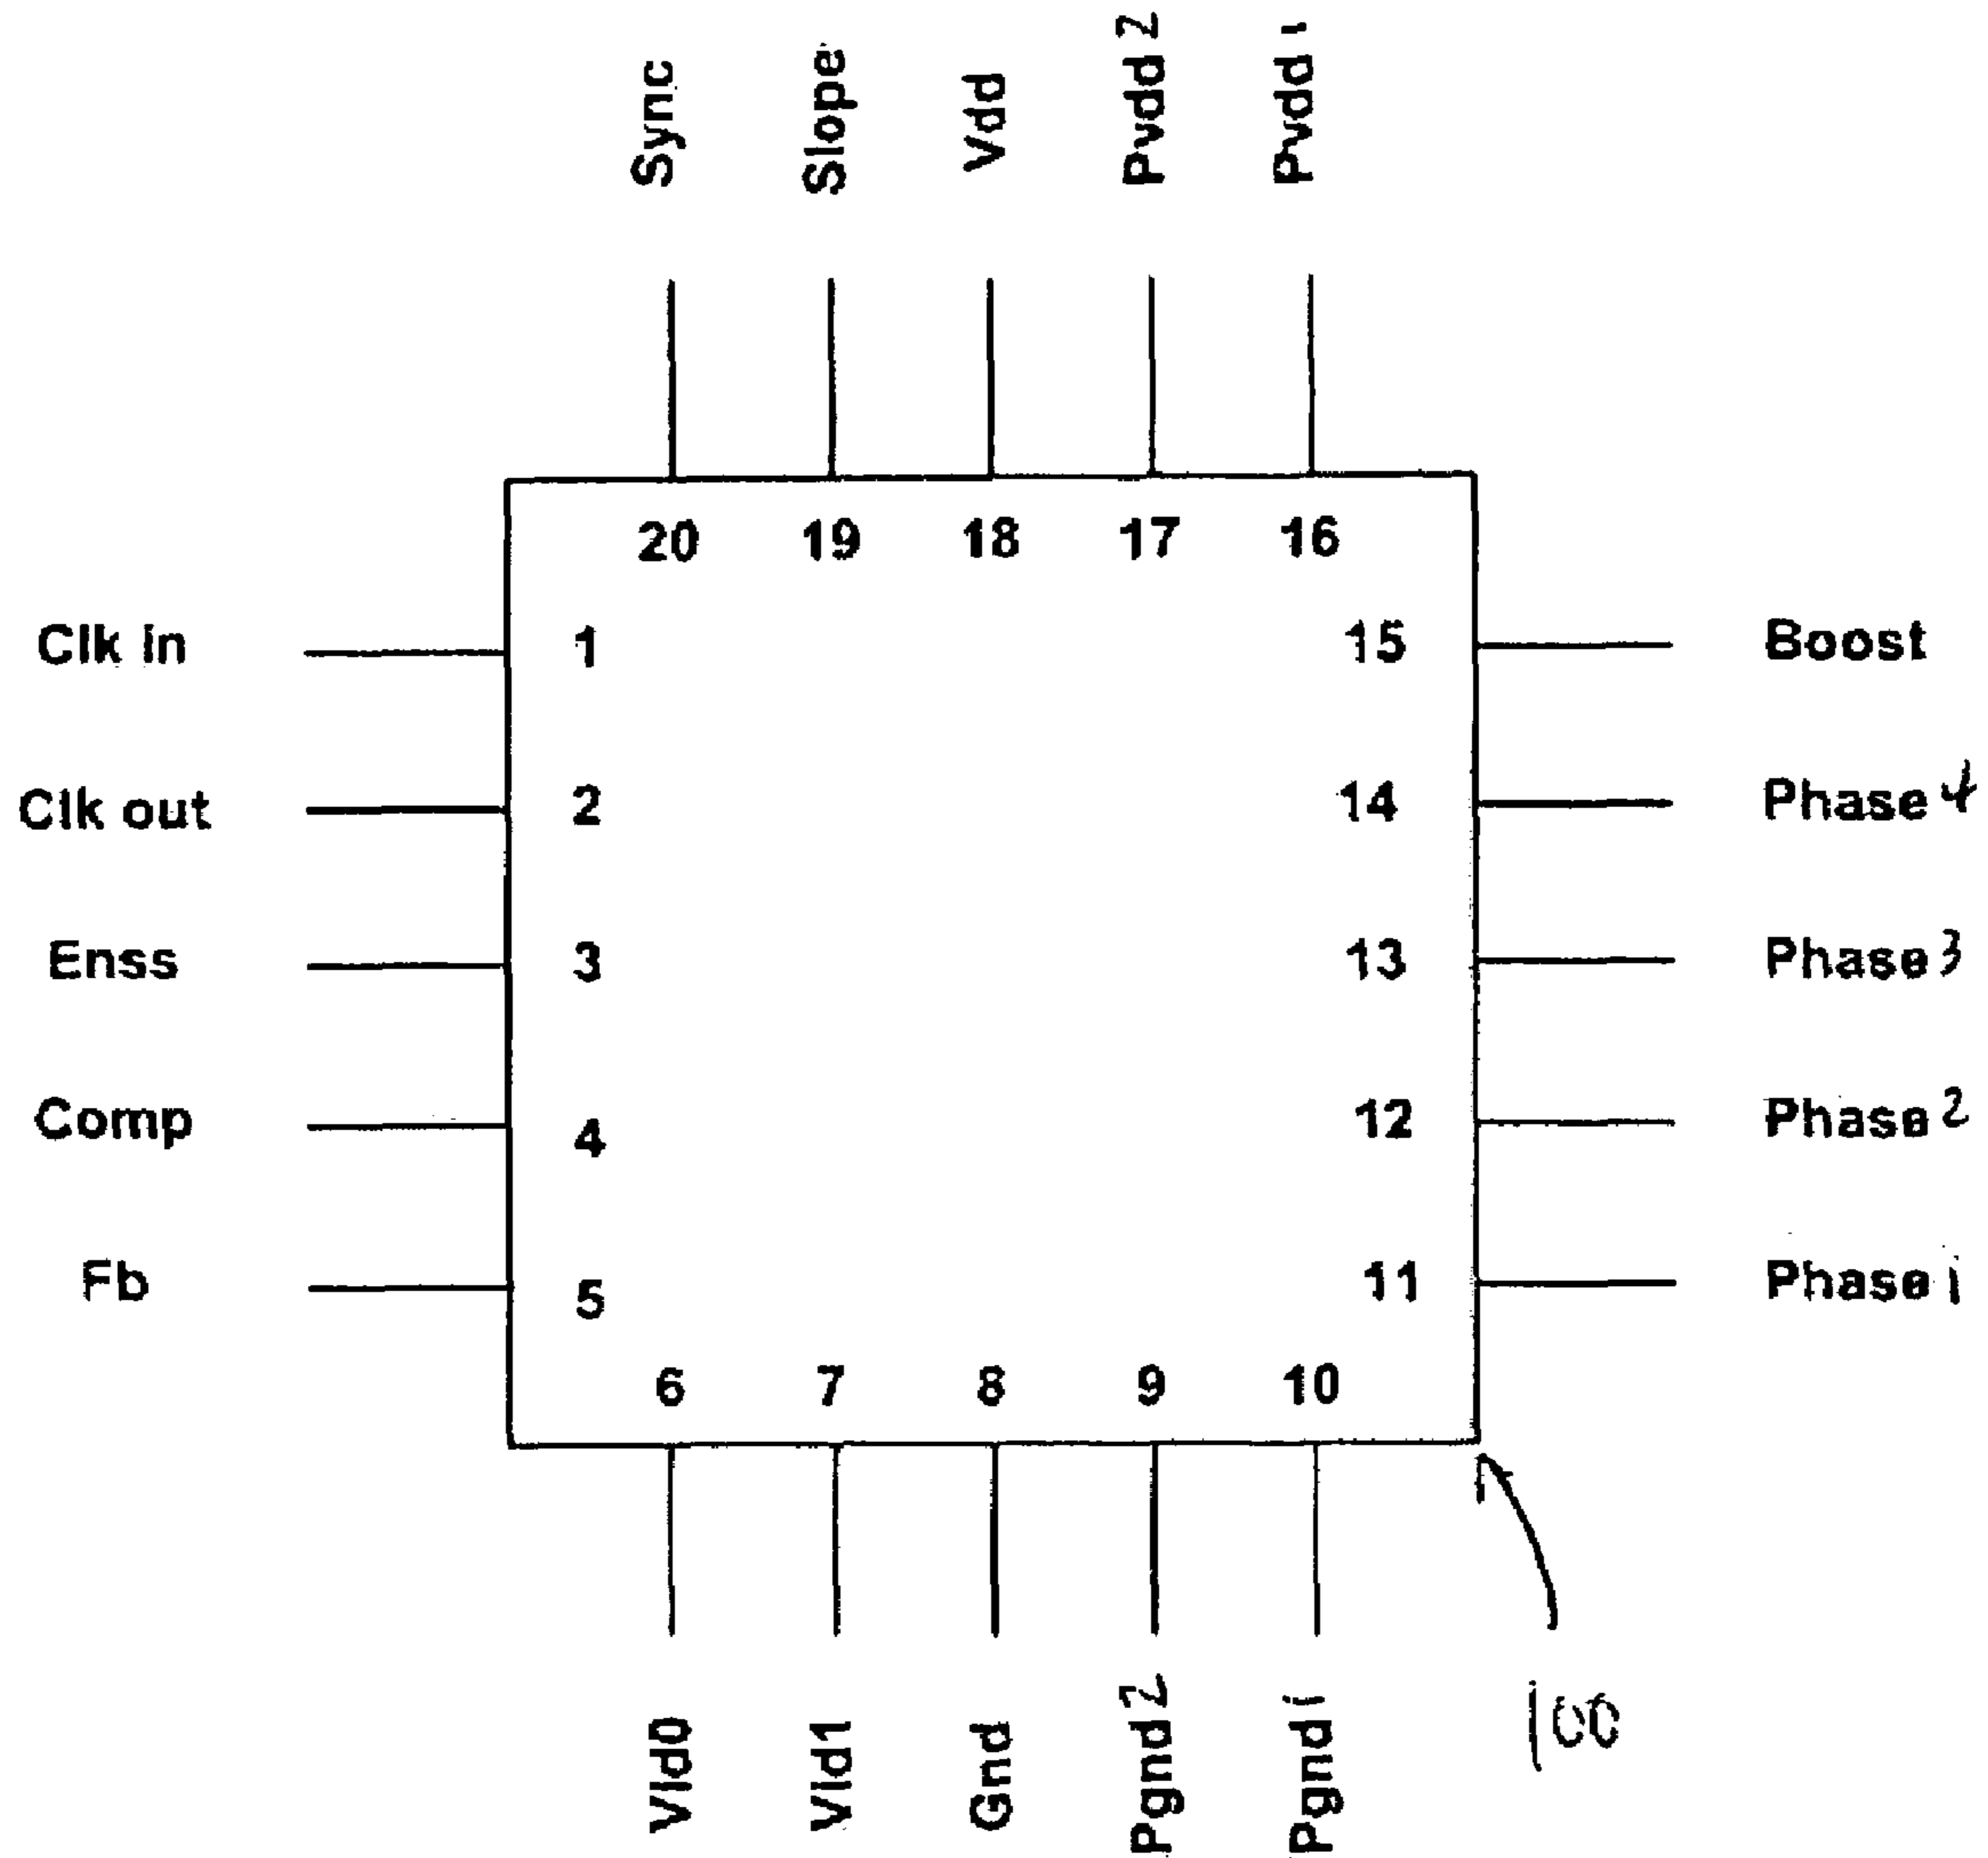 Sync Slope Vdd Pvdd 2 Pvdd 1
20 19 18 17 16
Clk in 1 15 Boost
Clk out 2 14 Phase 4
Enss 3 13 Phase 3
Comp 4 12 Phase 2
Fb 5 11 Phase 1
6 7 8 9 10
Vid0 Vid1 Gnd Pgnd 2 Pgnd 1
100